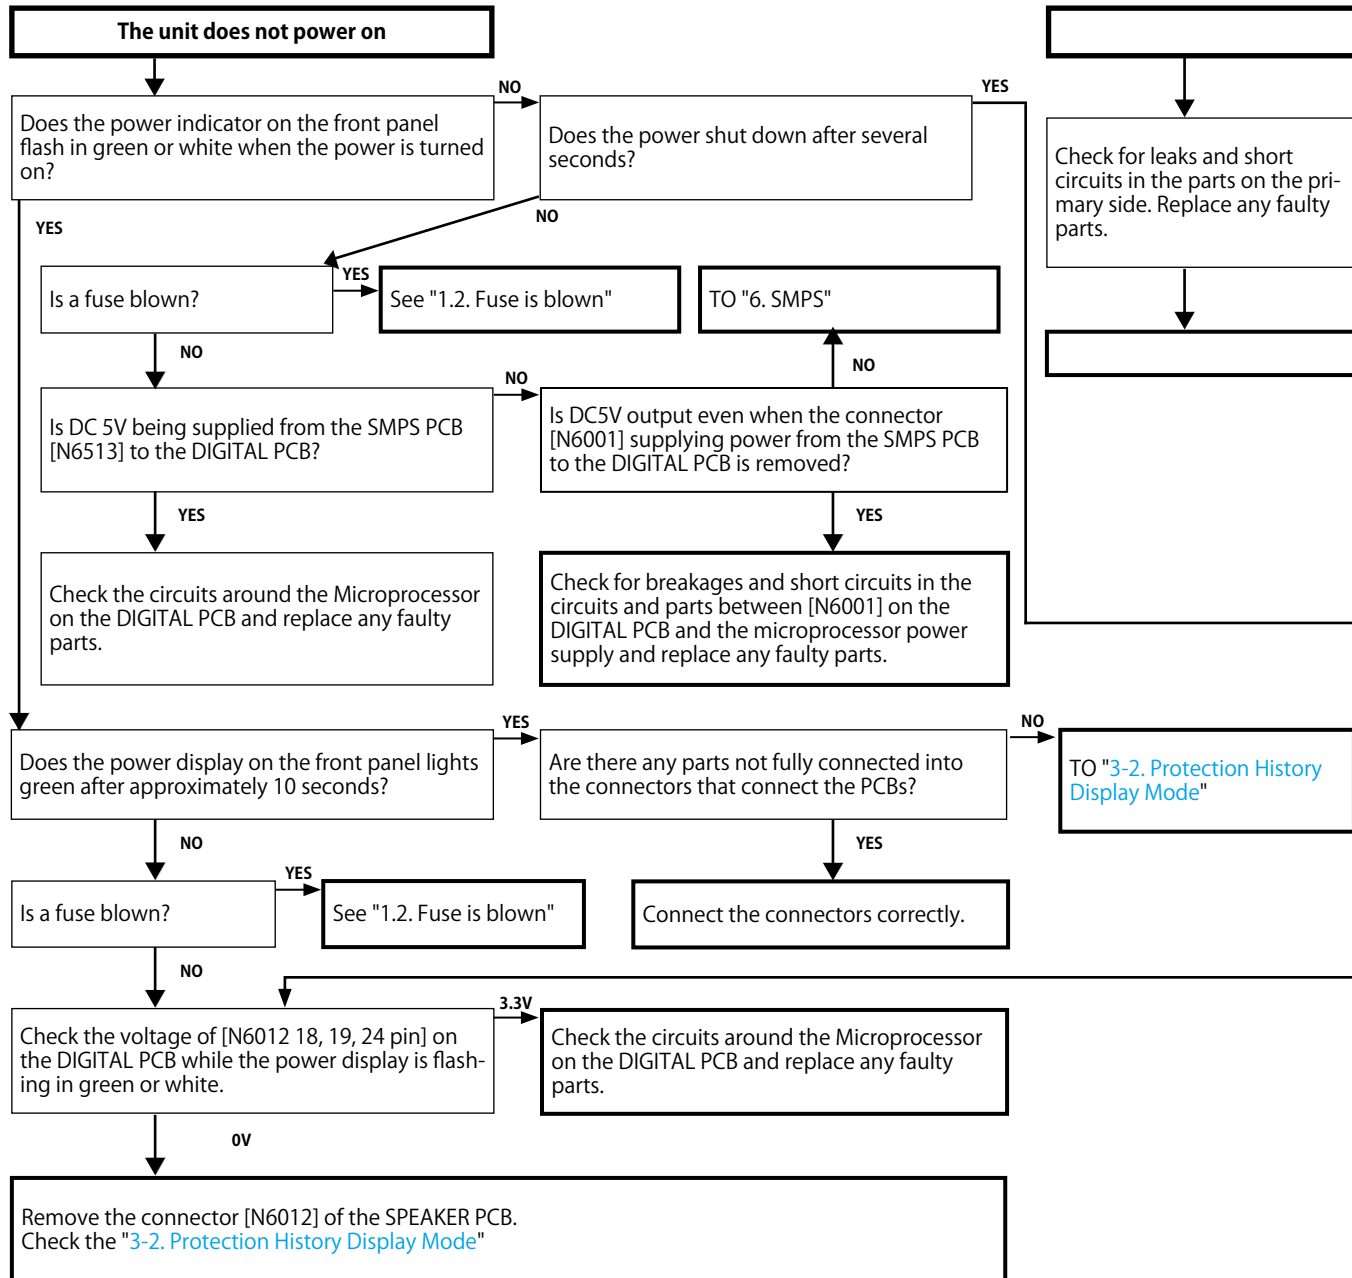 The unit does not power on
Does the power indicator on the front panel
flash in green or white when the power is turned
on?
NO
Does the power shut down after several
seconds?
YES
Check for leaks and short
circuits in the parts on the pri-
mary side. Replace any faulty
parts.
YES
NO
Is a fuse blown?
YES
See "1.2. Fuse is blown"
TO "6. SMPS"
NO
NO
Is DC 5V being supplied from the SMPS PCB
[N6513] to the DIGITAL PCB?
NO
Is DC5V output even when the connector
[N6001] supplying power from the SMPS PCB
to the DIGITAL PCB is removed?
YES
YES
Check the circuits around the Microprocessor
on the DIGITAL PCB and replace any faulty
parts.
Check for breakages and short circuits in the
circuits and parts between [N6001] on the
DIGITAL PCB and the microprocessor power
supply and replace any faulty parts.
Does the power display on the front panel lights
green after approximately 10 seconds?
YES
Are there any parts not fully connected into
the connectors that connect the PCBs?
NO
TO "3-2. Protection History
Display Mode"
NO
YES
Is a fuse blown?
YES
See "1.2. Fuse is blown"
Connect the connectors correctly.
NO
Check the voltage of [N6012 18, 19, 24 pin] on
the DIGITAL PCB while the power display is flash-
ing in green or white.
3.3V
Check the circuits around the Microprocessor
on the DIGITAL PCB and replace any faulty
parts.
0V
Remove the connector [N6012] of the SPEAKER PCB.
Check the "3-2. Protection History Display Mode"